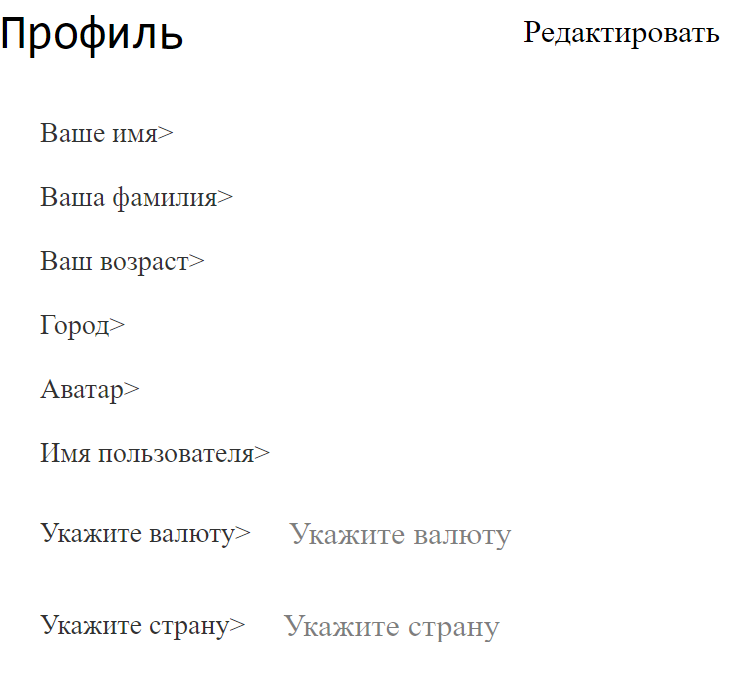 Профиль
Редактировать
Ваше имя>
Ваша фамилия>
Ваш возраст>
Город>
Аватар>
Имя пользователя>
Укажите валюту> Укажите валюту
Укажите страну> Укажите страну